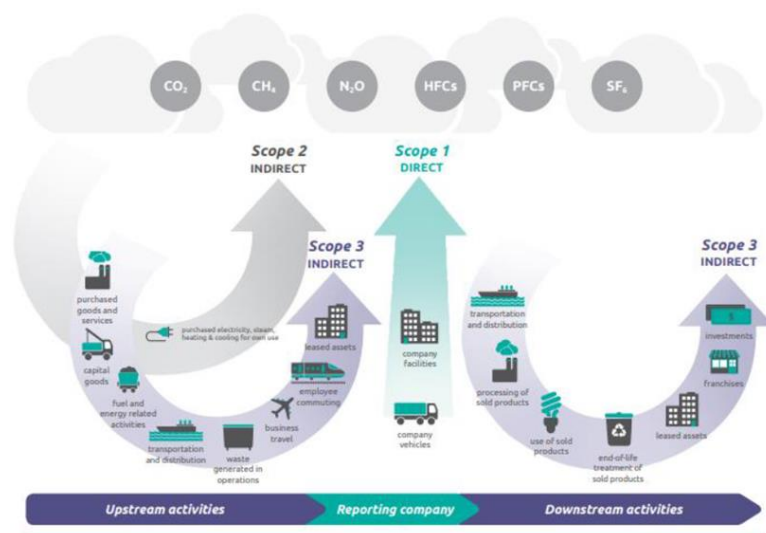 CO₂ CH₄ N₂O HFCs PFCs SF₆
Scope 2
INDIRECT
Scope 1
DIRECT
Scope 3
INDIRECT
Scope 3
INDIRECT
purchased
goods and
services
capital
goods
fuel and
energy related
activities
transportation
and distribution
waste
generated in
operations
business
travel
employee
commuting
leased assets
purchased electricity, steam,
heating & cooling for own use
company
facilities
company
vehicles
transportation
and distribution
processing of
sold products
use of sold
products
end-of-life
treatment of
sold products
leased assets
franchises
$
investments
Upstream activities
Reporting company
Downstream activities